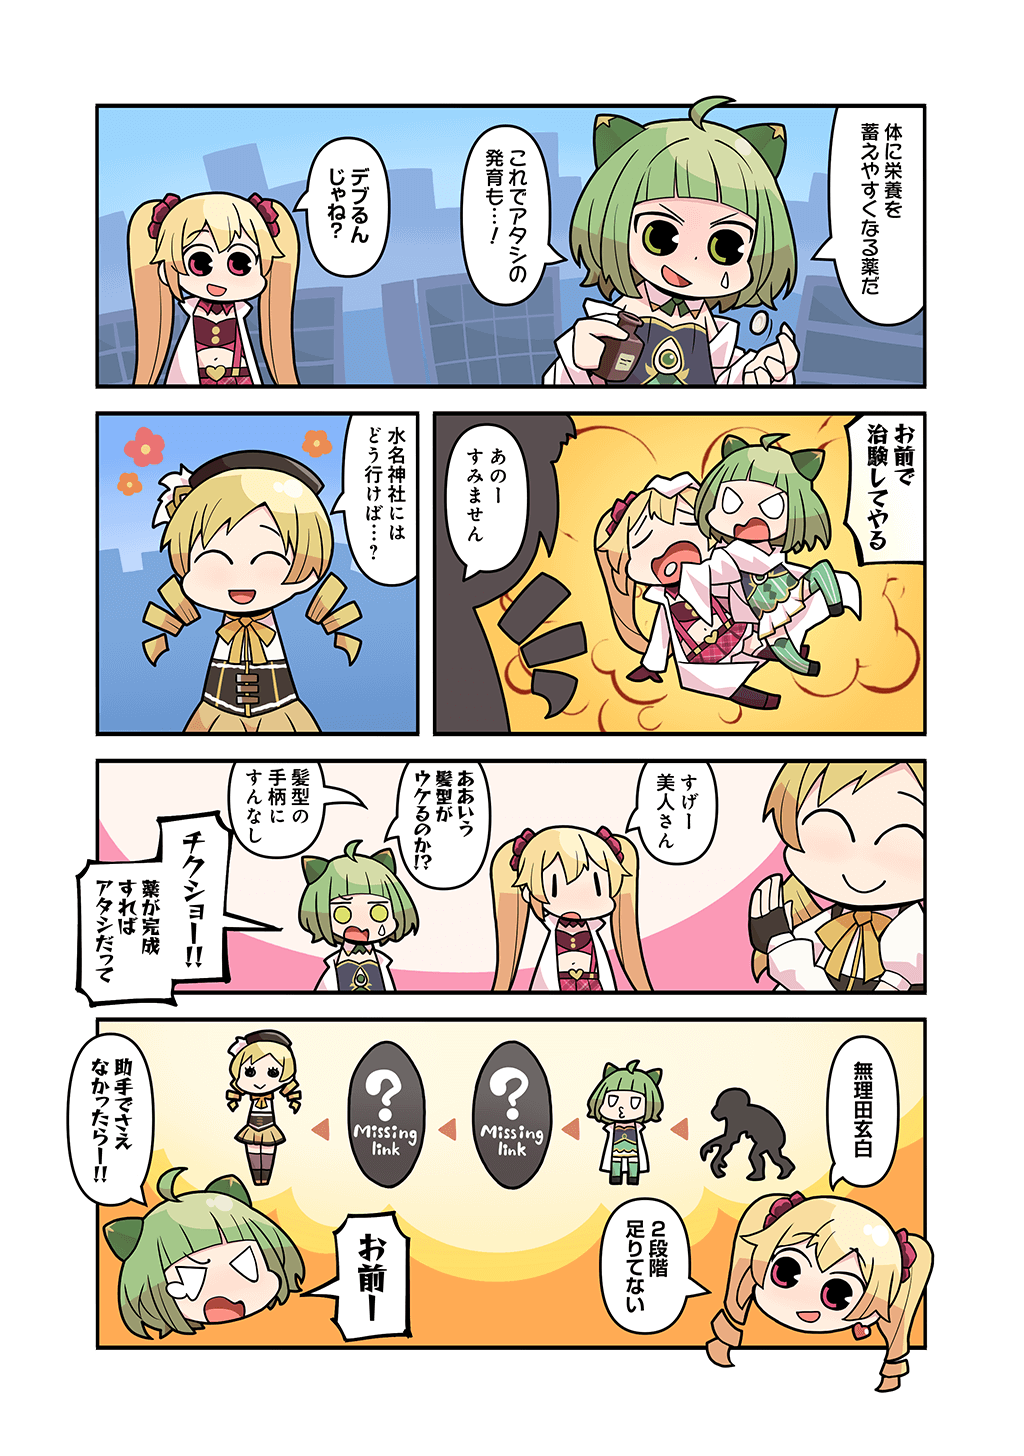 体に栄養を
蓄えやすくなる薬だ
これでアタシの
発育も…！
デブるん
じゃね？
お前で
治験してやる
あのー
すみません
水名神社には
どう行けば…？
すげー
美人さん
ああいう
髪型が
ウケるのか!?
髪型の
手柄に
すんなし
チクショー!!
薬が完成
すれば
アタシだって
無理田玄白
２段階
足りてない
?
Missing
link
?
Missing
link
お前ー
助手でさえ
なかったらー!!